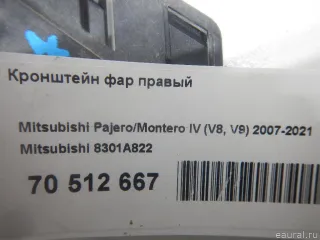 Кронштейн фар правый
Mitsubishi Pajero/Montero IV (V8, V9) 2007-2021
Mitsubishi 8301A822
70 512 667
eaural.ru